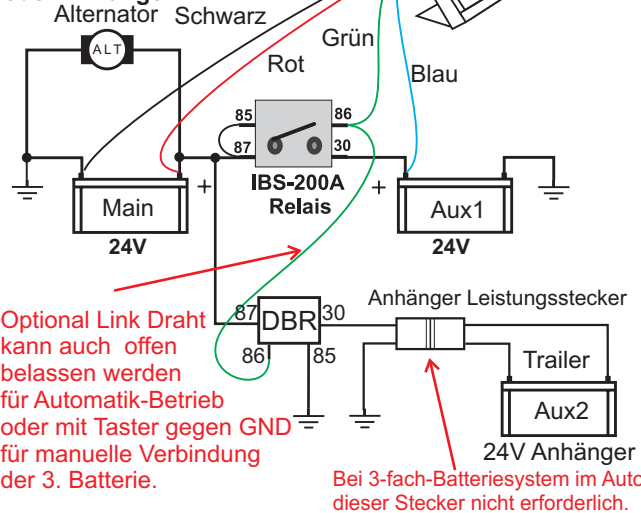 Alternator
Schwarz
ALT
Grün
Rot
Blau
85
86
87
30
+
IBS-200A
Relais
+
Main
Aux1
24V
24V
Anhänger Leistungsstecker
87
DBR
30
86
85
Optional Link Draht
kann auch offen
belassen werden
für Automatik-Betrieb
oder mit Taster gegen GND
für manuelle Verbindung
der 3. Batterie.
Trailer
Aux2
24V Anhänger
Bei 3-fach-Batteriesystem im Auto
dieser Stecker nicht erforderlich.